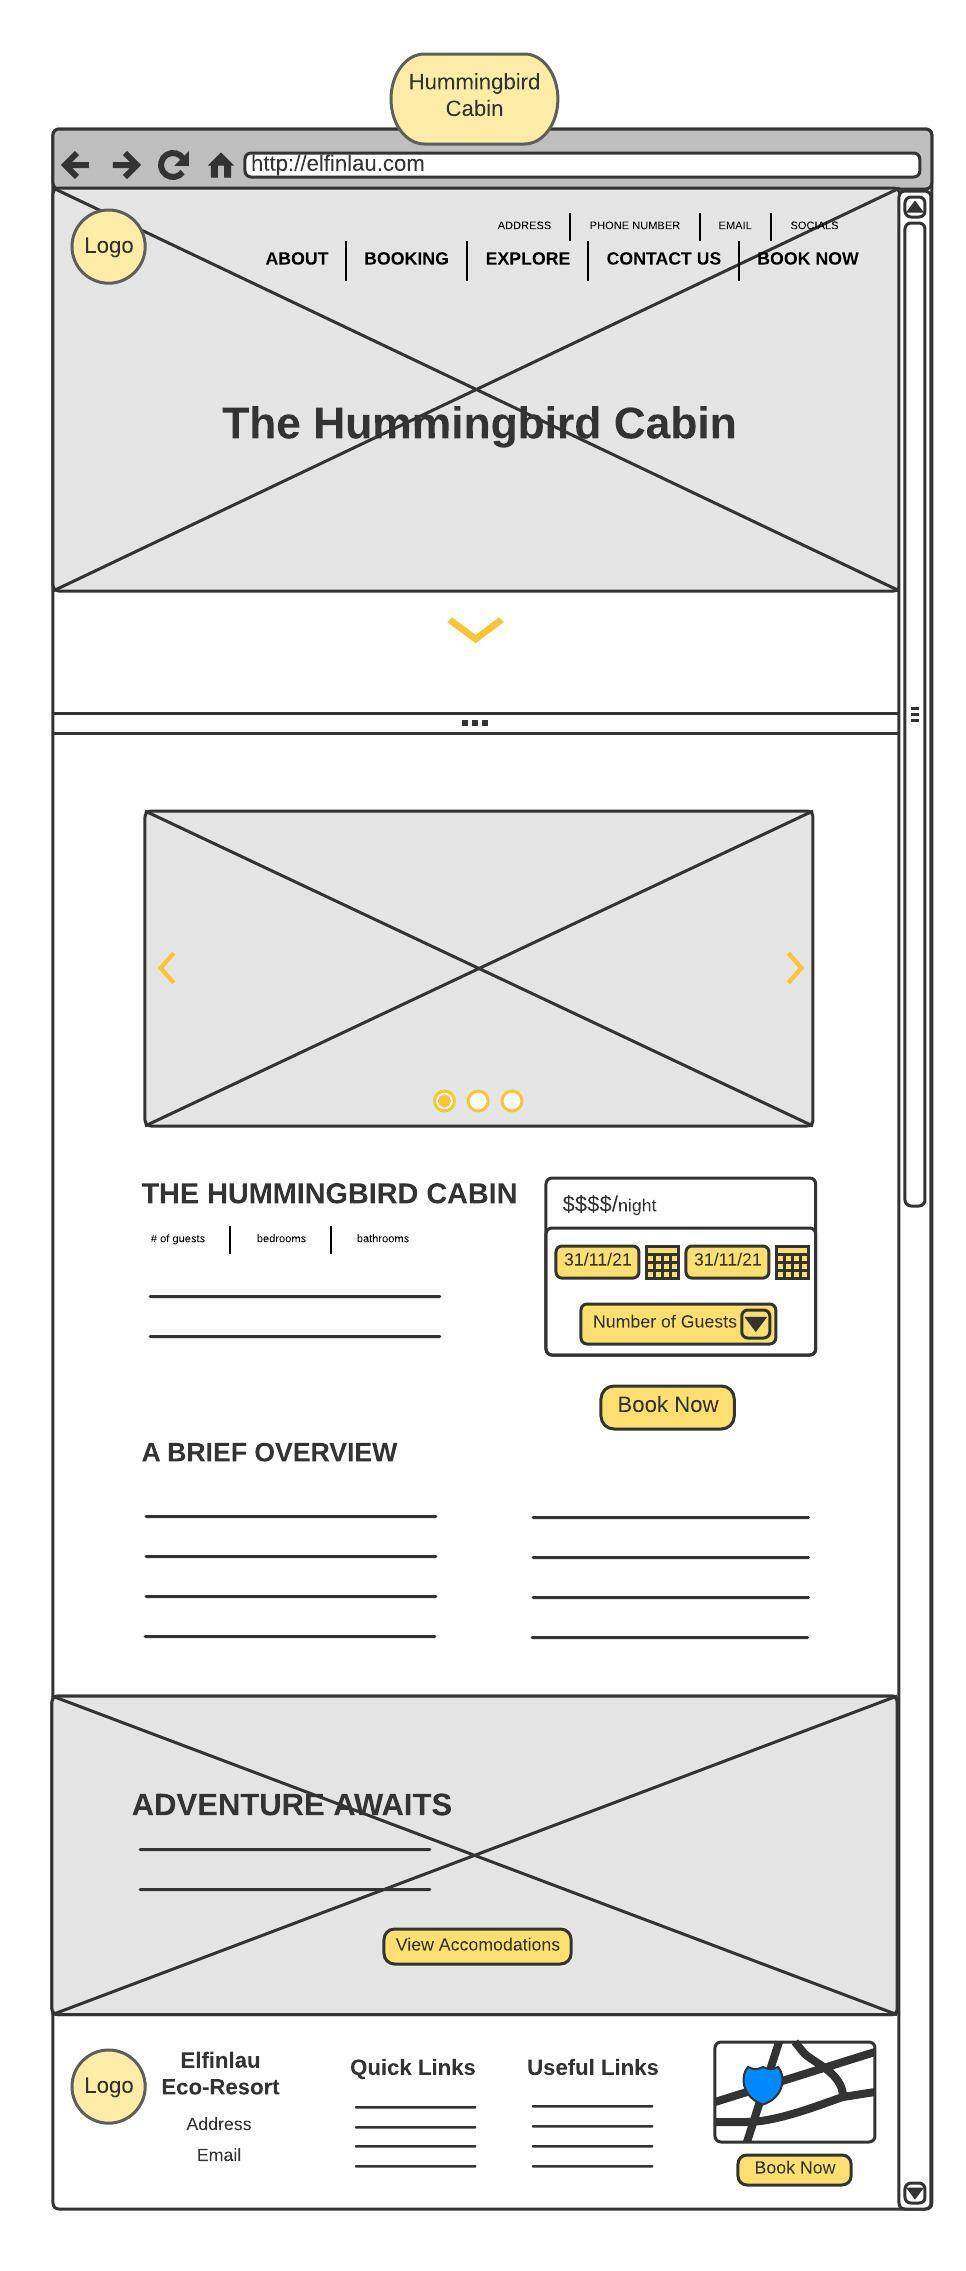 Hummingbird
Cabin
http://elfinlau.com
Logo
ADDRESS
PHONE NUMBER
EMAIL
SOCIALS
ABOUT
BOOKING
EXPLORE
CONTACT US
BOOK NOW
The Hummingbird Cabin
THE HUMMINGBIRD CABIN
# of guests
bedrooms
bathrooms
$$$$/night
31/11/21
31/11/21
Number of Guests
Book Now
A BRIEF OVERVIEW
ADVENTURE AWAITS
View Accomodations
Logo
Elfinlau
Eco-Resort
Address
Email
Quick Links
Useful Links
Book Now